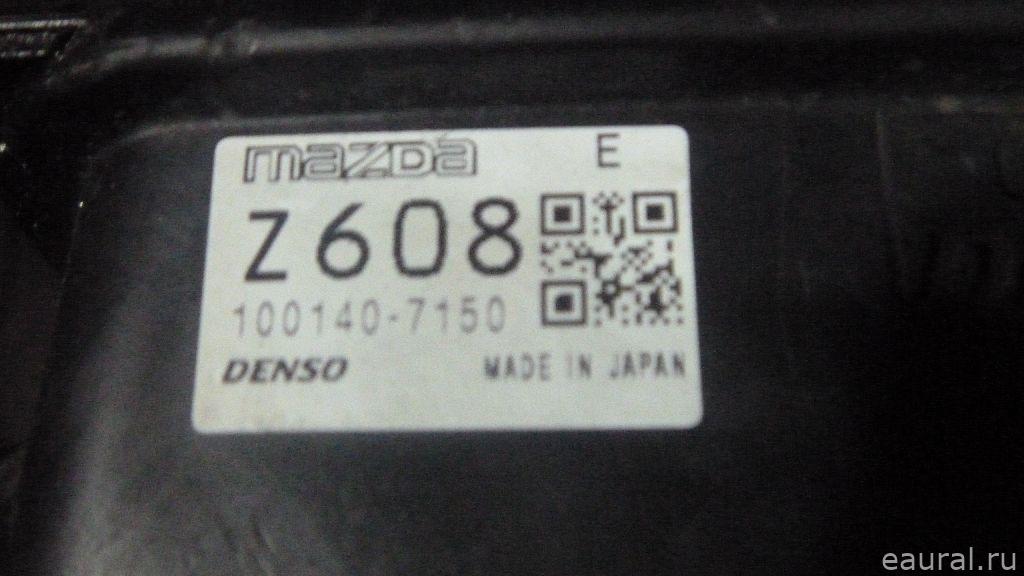 mazDa E
Z608
100140-7150
DENSO MADE IN JAPAN
eaural.ru